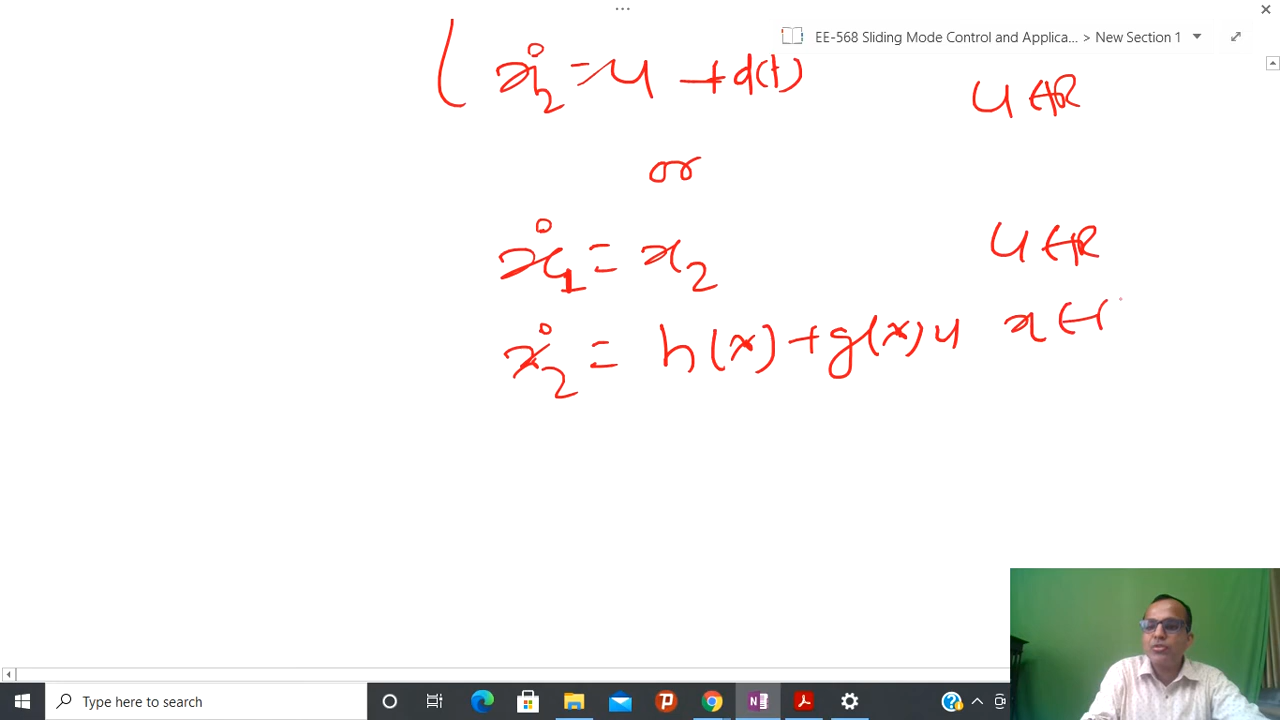 EE-568 Sliding Mode Control and Applica... > New Section 1
( ẋ2 = u + d(t)
u ∈ R
or
ẋ1 = x2
u ∈ R
ẋ2 = h(x) + g(x) u
x ∈
Type here to search